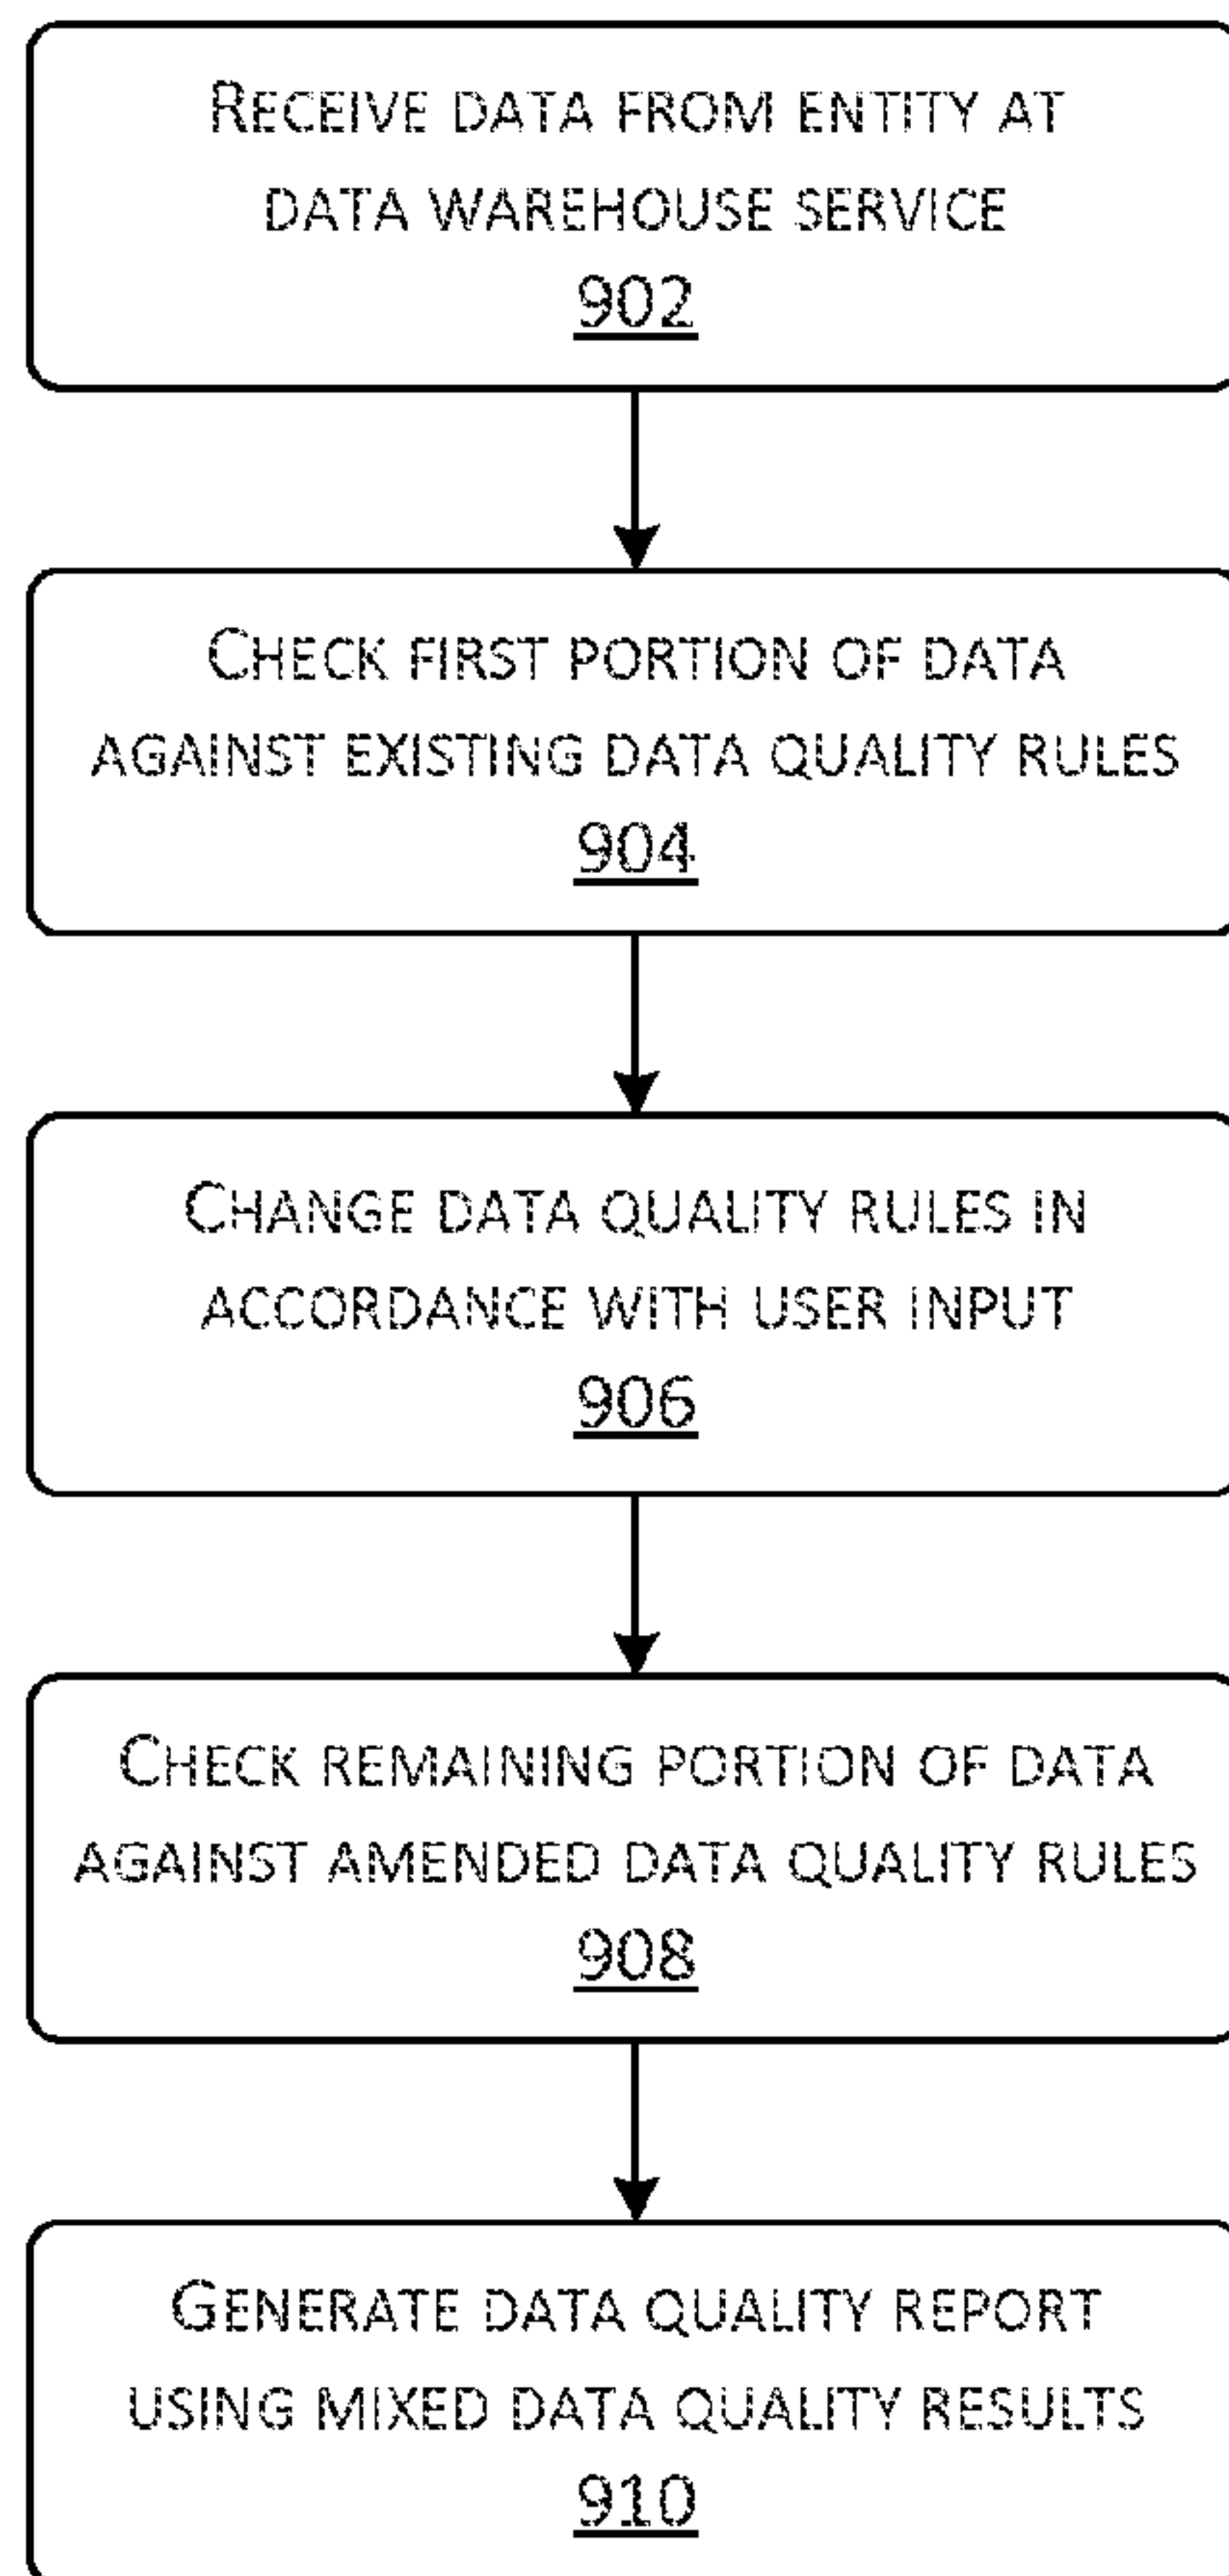 RECEIVE DATA FROM ENTITY AT
DATA WAREHOUSE SERVICE
902
CHECK FIRST PORTION OF DATA
AGAINST EXISTING DATA QUALITY RULES
904
CHANGE DATA QUALITY RULES IN
ACCORDANCE WITH USER INPUT
906
CHECK REMAINING PORTION OF DATA
AGAINST AMENDED DATA QUALITY RULES
908
GENERATE DATA QUALITY REPORT
USING MIXED DATA QUALITY RESULTS
910